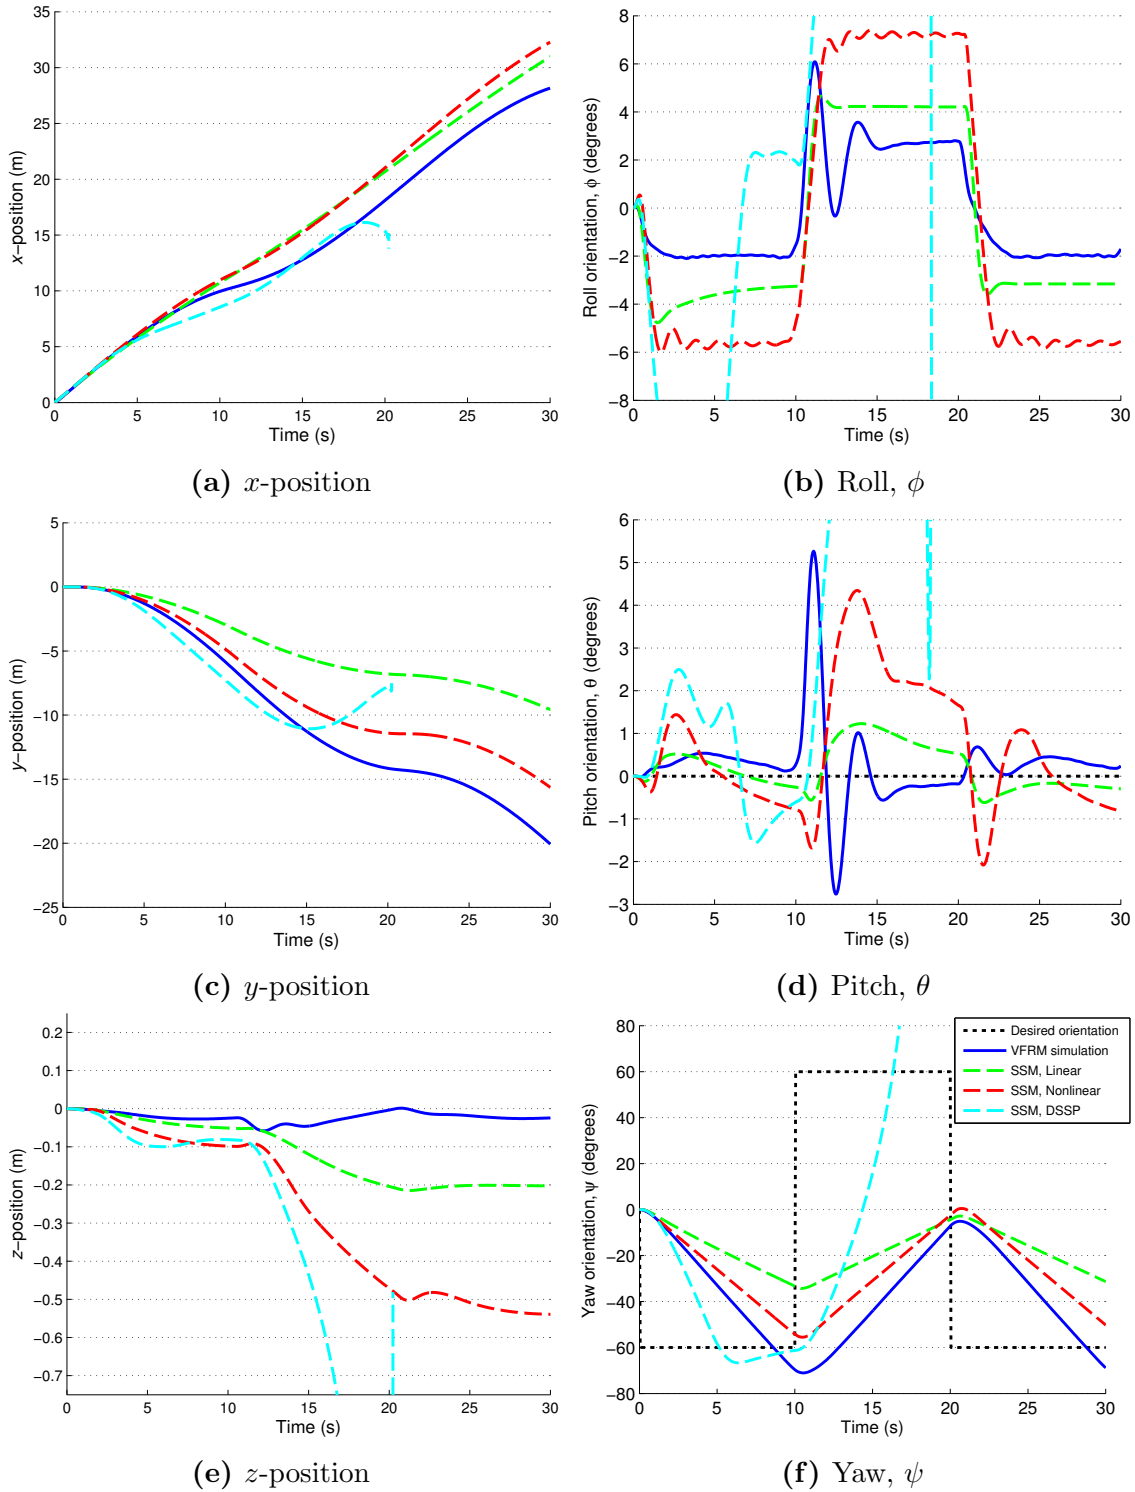 35
30
25
20
15
10
5
0
x−position (m)
0 5 10 15 20 25 30
Time (s)
(a) x-position
8
6
4
2
0
−2
−4
−6
−8
Roll orientation, ϕ (degrees)
0 5 10 15 20 25 30
Time (s)
(b) Roll, ϕ
5
0
−5
−10
−15
−20
−25
y−position (m)
0 5 10 15 20 25 30
Time (s)
(c) y-position
6
5
4
3
2
1
0
−1
−2
−3
Pitch orientation, θ (degrees)
0 5 10 15 20 25 30
Time (s)
(d) Pitch, θ
0.2
0.1
0
−0.1
−0.2
−0.3
−0.4
−0.5
−0.6
−0.7
z−position (m)
0 5 10 15 20 25 30
Time (s)
(e) z-position
80
60
40
20
0
−20
−40
−60
−80
Yaw orientation, ψ (degrees)
Desired orientation
VFRM simulation
SSM, Linear
SSM, Nonlinear
SSM, DSSP
0 5 10 15 20 25 30
Time (s)
(f) Yaw, ψ